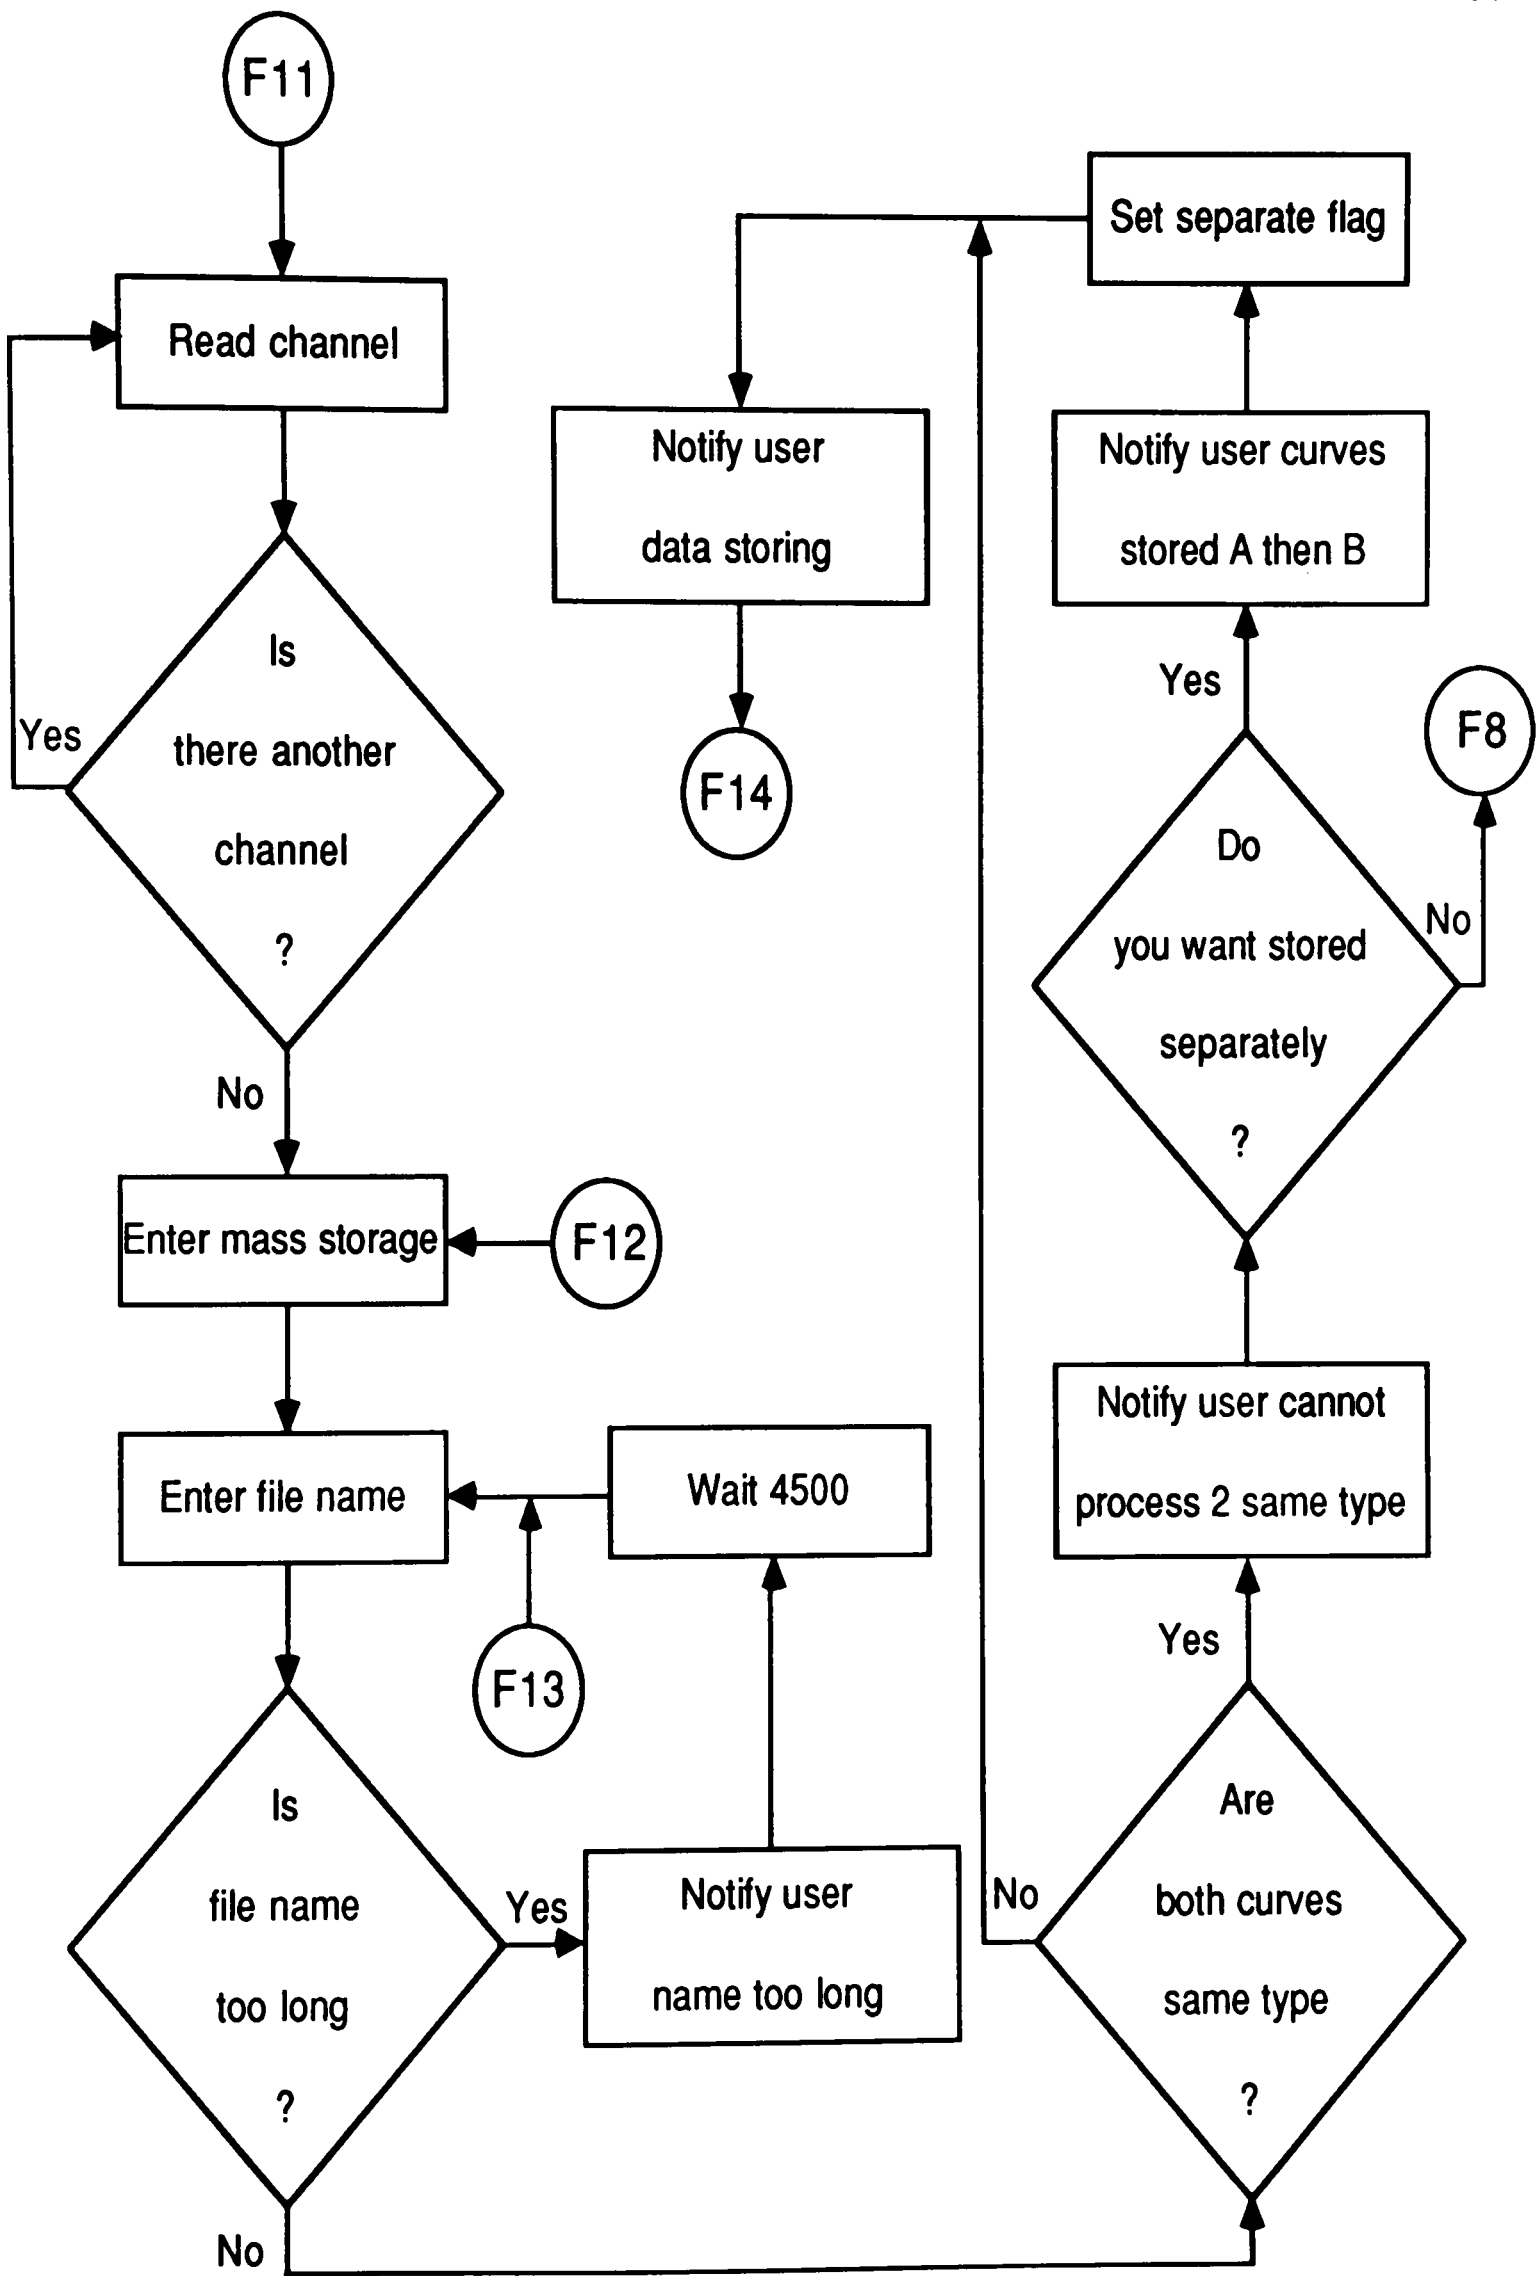 F11
Read channel
Is
there another
channel
?
Yes
No
Enter mass storage
F12
Enter file name
Wait 4500
F13
Is
file name
too long
?
Yes
Notify user
name too long
No
Are
both curves
same type
?
No
Yes
Notify user cannot
process 2 same type
Do
you want stored
separately
?
No
F8
Yes
Notify user curves
stored A then B
Set separate flag
Notify user
data storing
F14